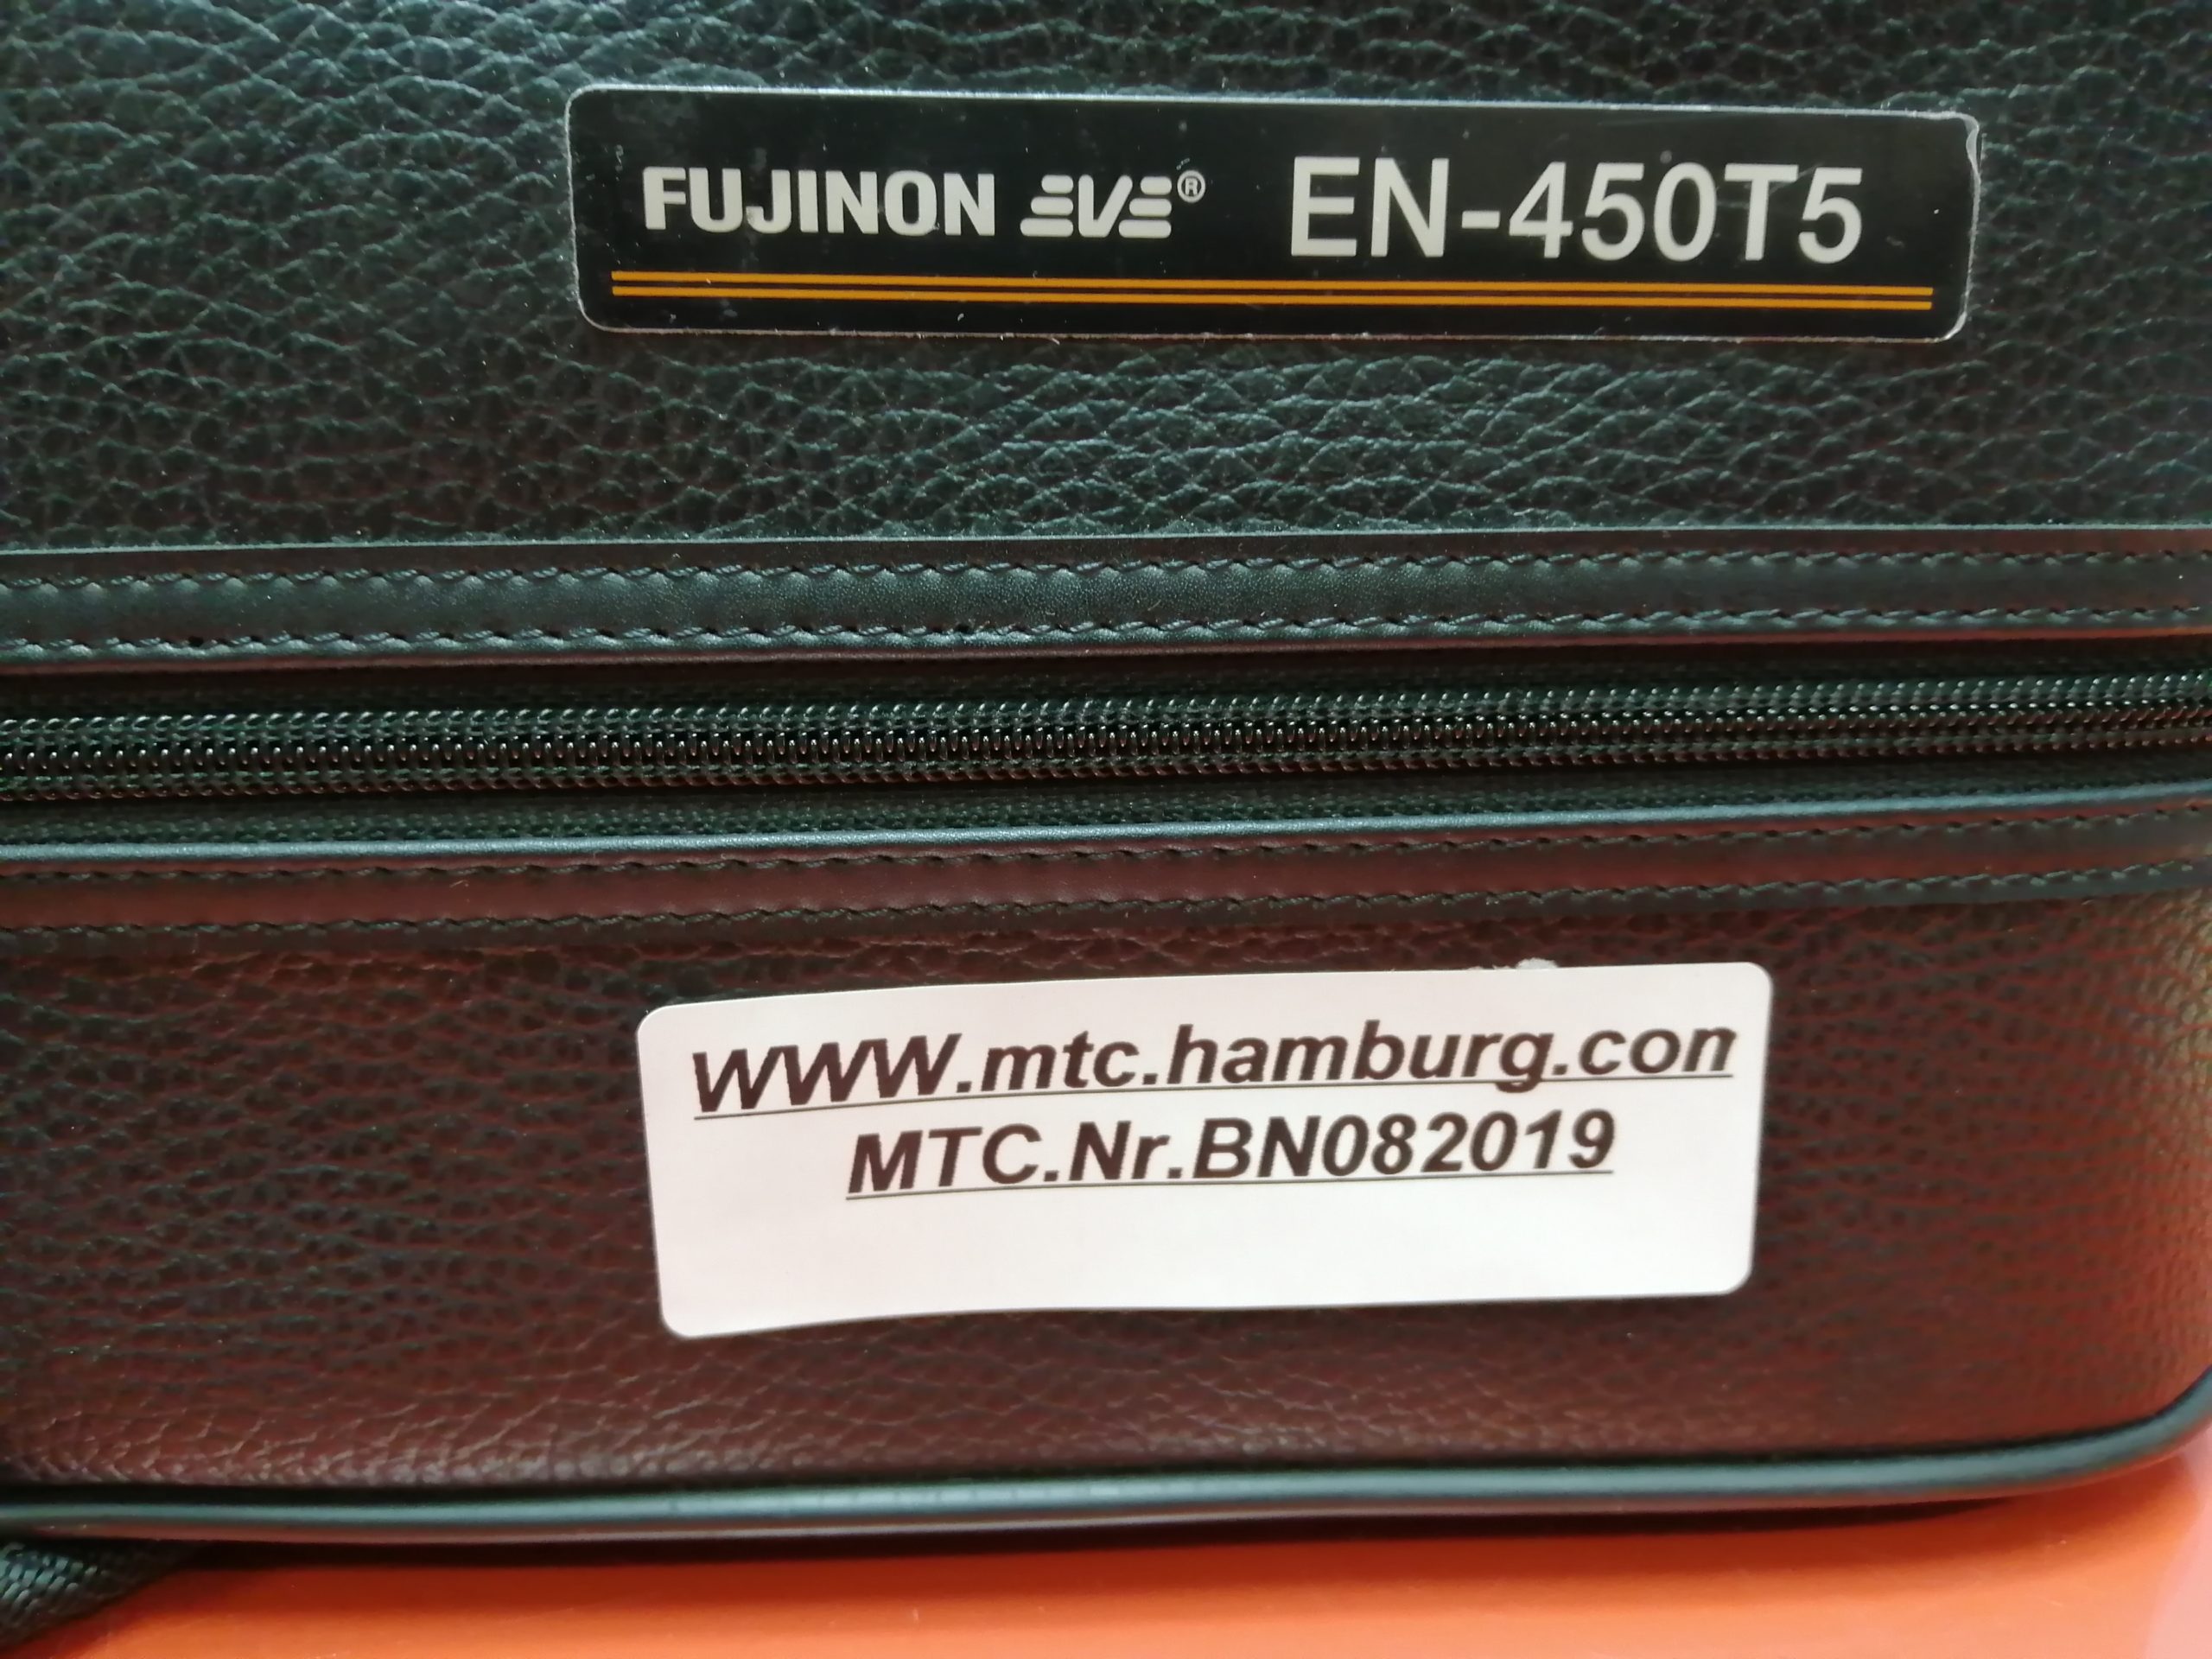 FUJINON EVE® EN-450T5
WWW.mtc.hamburg.con
MTC.Nr.BN082019